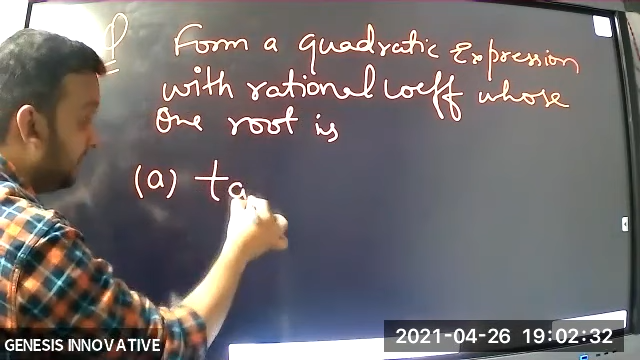 Form a quadratic Expression
with rational coeff whose
One root is
(a) ta
GENESIS INNOVATIVE
2021-04-26 19:02:32